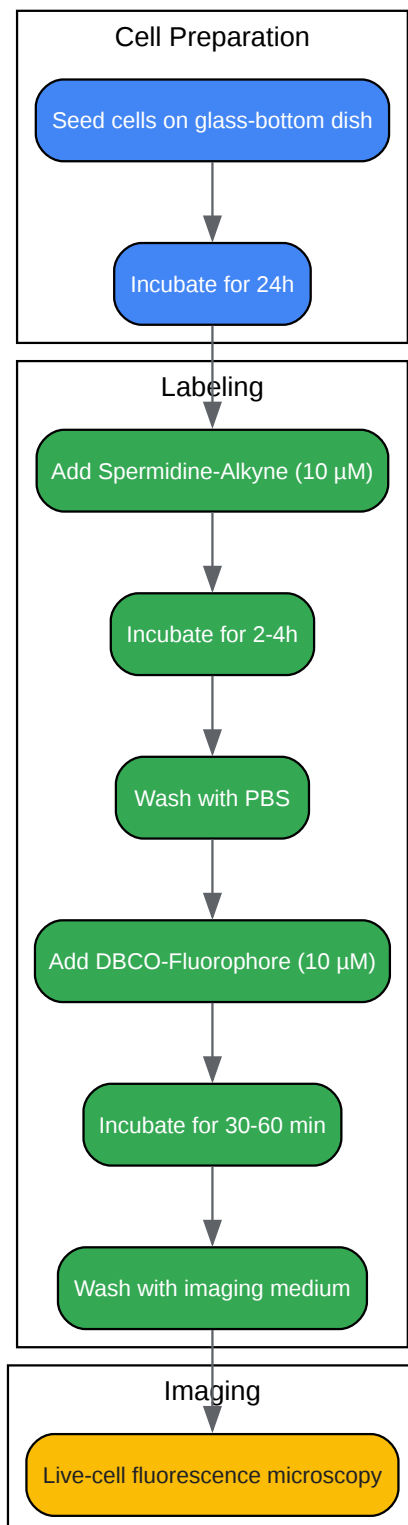 Cell Preparation
Seed cells on glass-bottom dish
Incubate for 24h
Labeling
Add Spermidine-Alkyne (10 µM)
Incubate for 2-4h
Wash with PBS
Add DBCO-Fluorophore (10 µM)
Incubate for 30-60 min
Wash with imaging medium
Imaging
Live-cell fluorescence microscopy